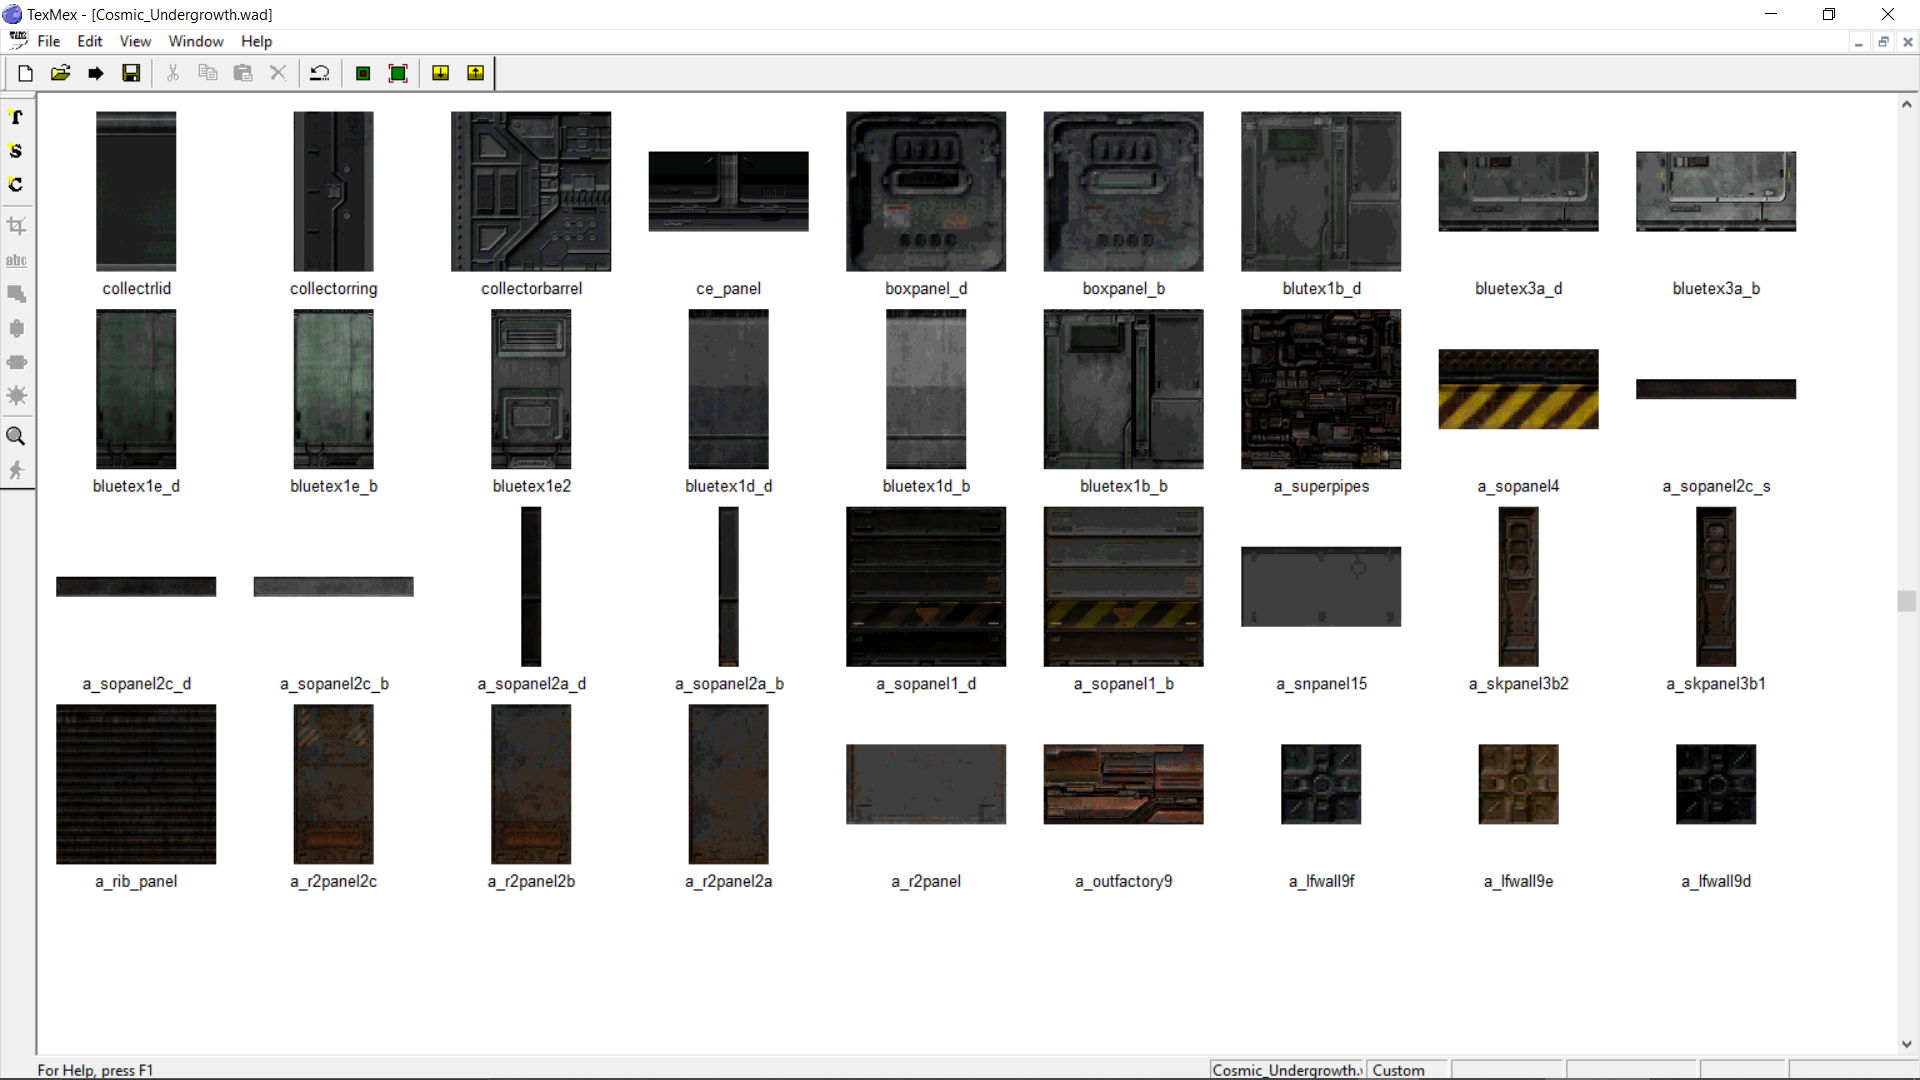 TexMex - [Cosmic_Undergrowth.wad]
File Edit View Window Help
T
S
C
abc
collectrlid collectorring collectorbarrel ce_panel boxpanel_d boxpanel_b blutex1b_d bluetex3a_d bluetex3a_b
bluetex1e_d bluetex1e_b bluetex1e2 bluetex1d_d bluetex1d_b bluetex1b_b a_superpipes a_sopanel4 a_sopanel2c_s
a_sopanel2c_d a_sopanel2c_b a_sopanel2a_d a_sopanel2a_b a_sopanel1_d a_sopanel1_b a_snpanel15 a_skpanel3b2 a_skpanel3b1
a_rib_panel a_r2panel2c a_r2panel2b a_r2panel2a a_r2panel a_outfactory9 a_lfwall9f a_lfwall9e a_lfwall9d
For Help, press F1 Cosmic_Undergrowth. Custom